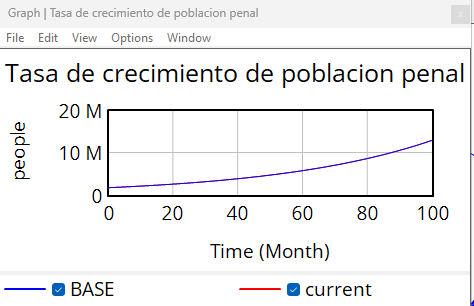 Graph | Tasa de crecimiento de poblacion penal
File Edit View Options Window
Tasa de crecimiento de poblacion penal
people
20 M
10 M
0
0 20 40 60 80 100
Time (Month)
BASE current